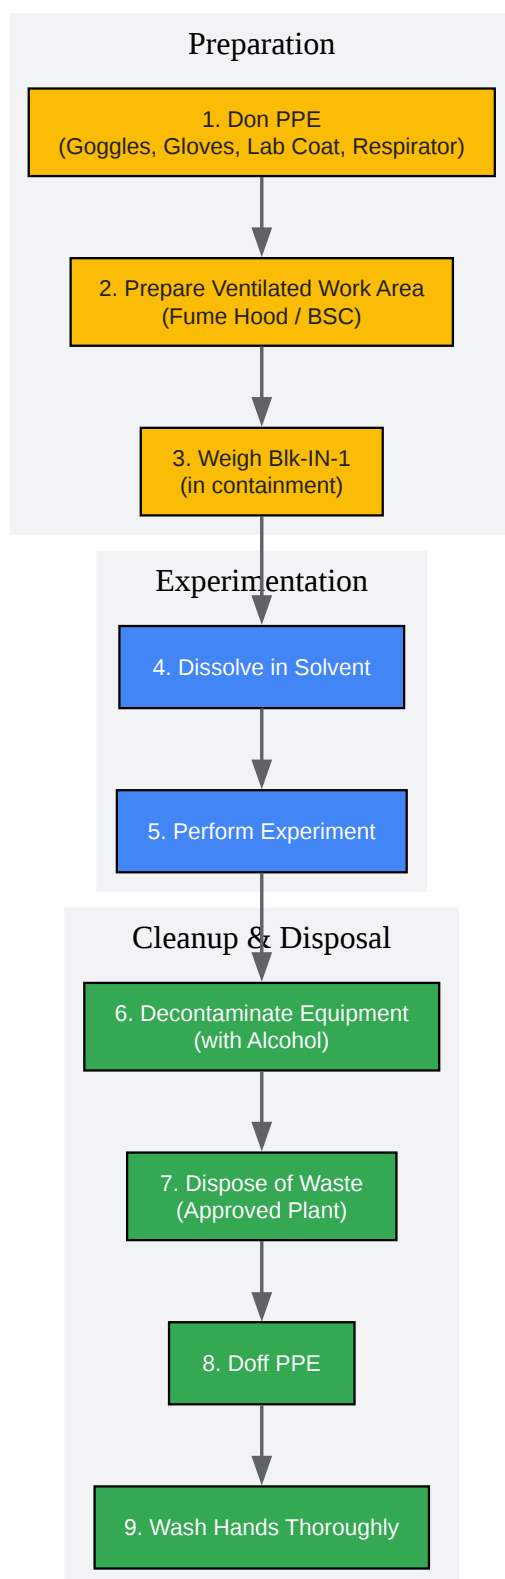 Preparation
1. Don PPE
(Goggles, Gloves, Lab Coat, Respirator)
2. Prepare Ventilated Work Area
(Fume Hood / BSC)
3. Weigh Blk-IN-1
(in containment)
Experimentation
4. Dissolve in Solvent
5. Perform Experiment
Cleanup & Disposal
6. Decontaminate Equipment
(with Alcohol)
7. Dispose of Waste
(Approved Plant)
8. Doff PPE
9. Wash Hands Thoroughly